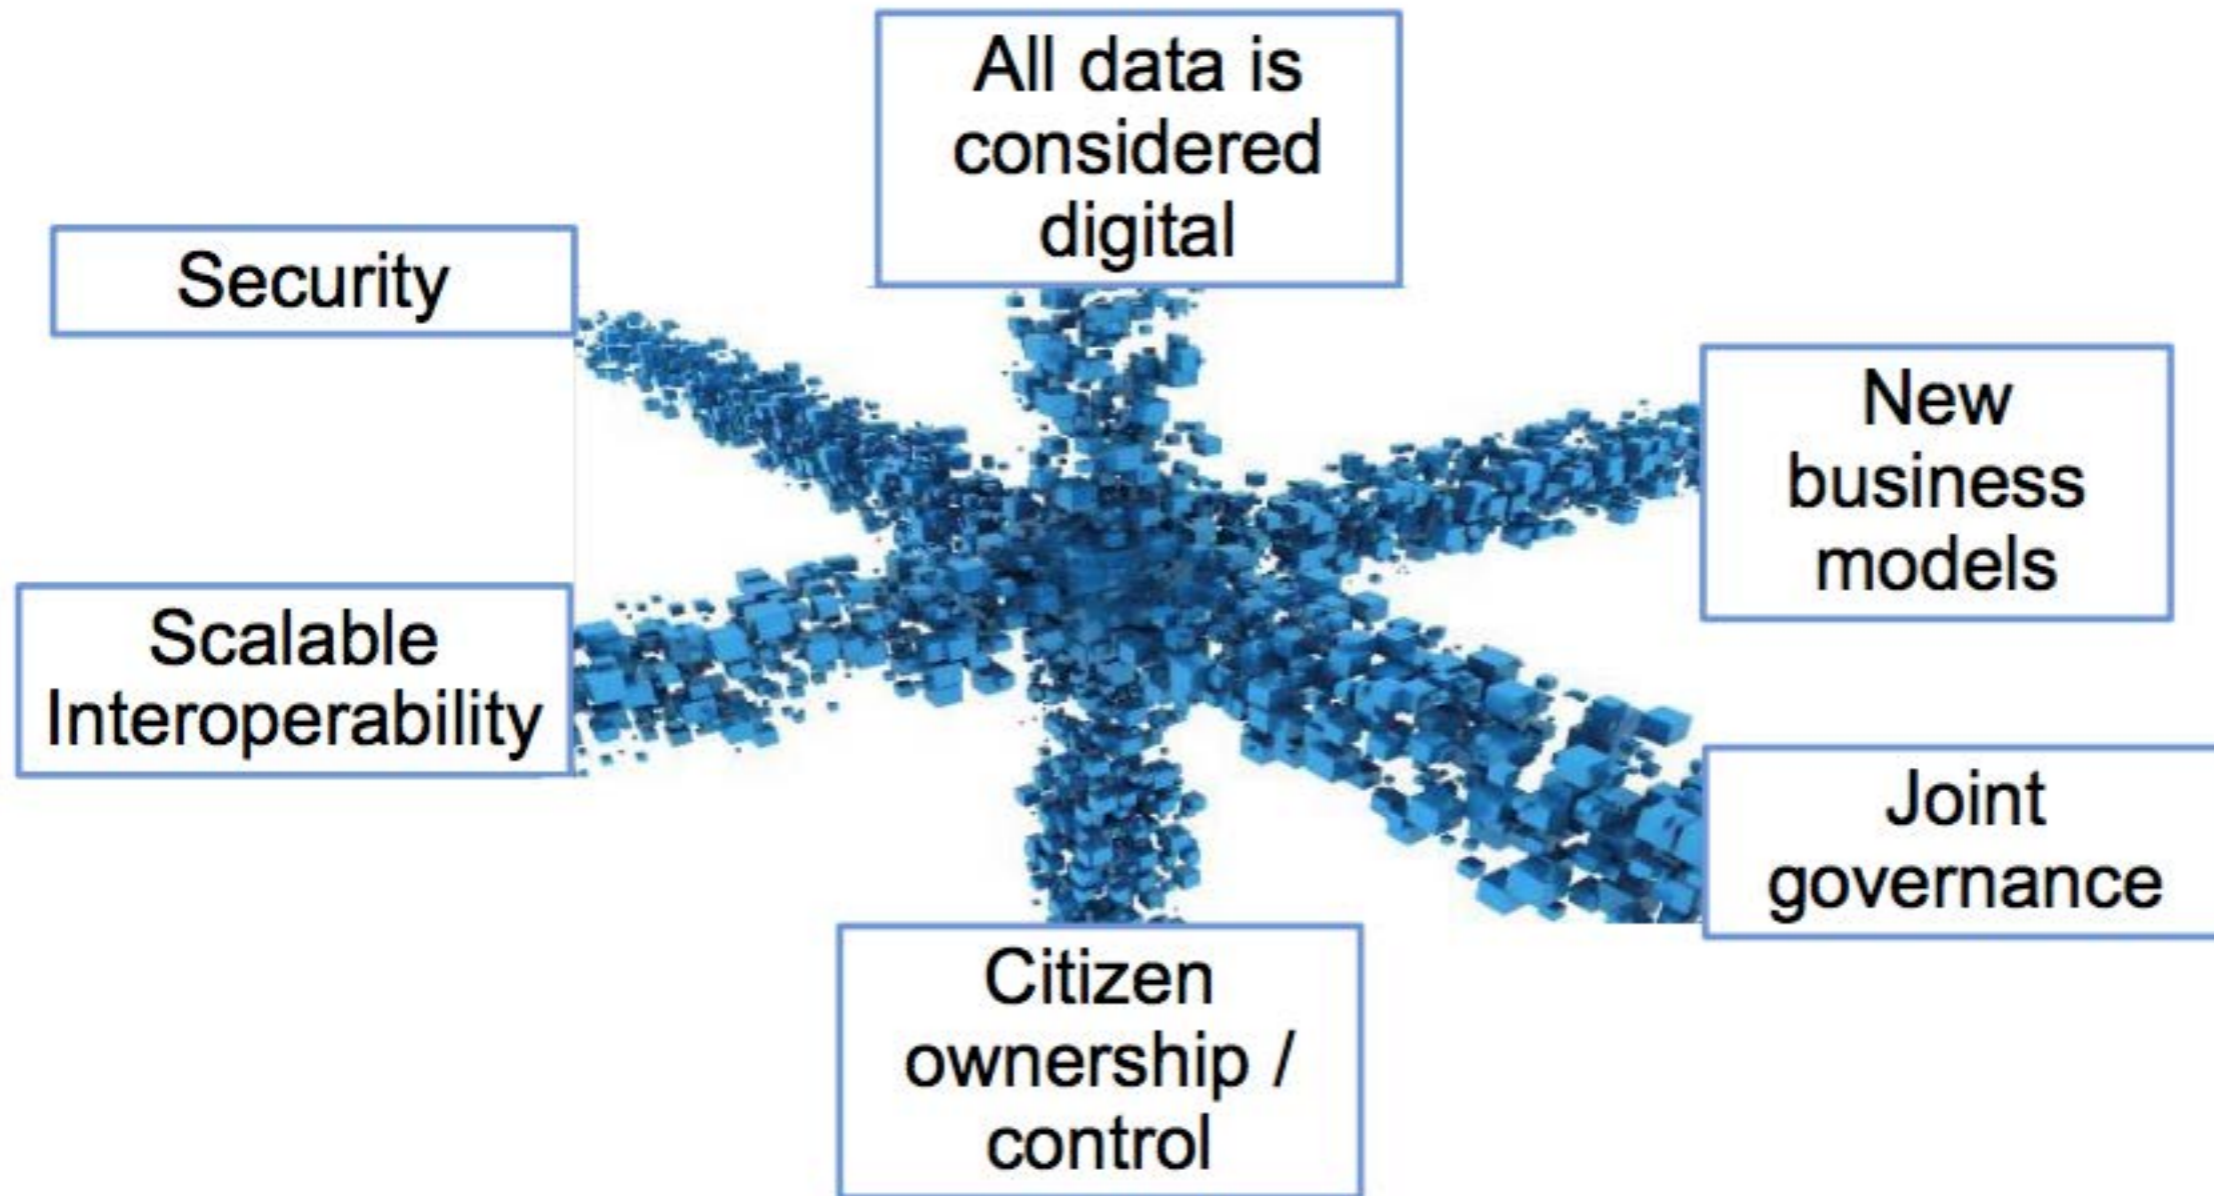 All data is
considered
digital
Security
New
business
models
Scalable
Interoperability
Joint
governance
Citizen
ownership /
control